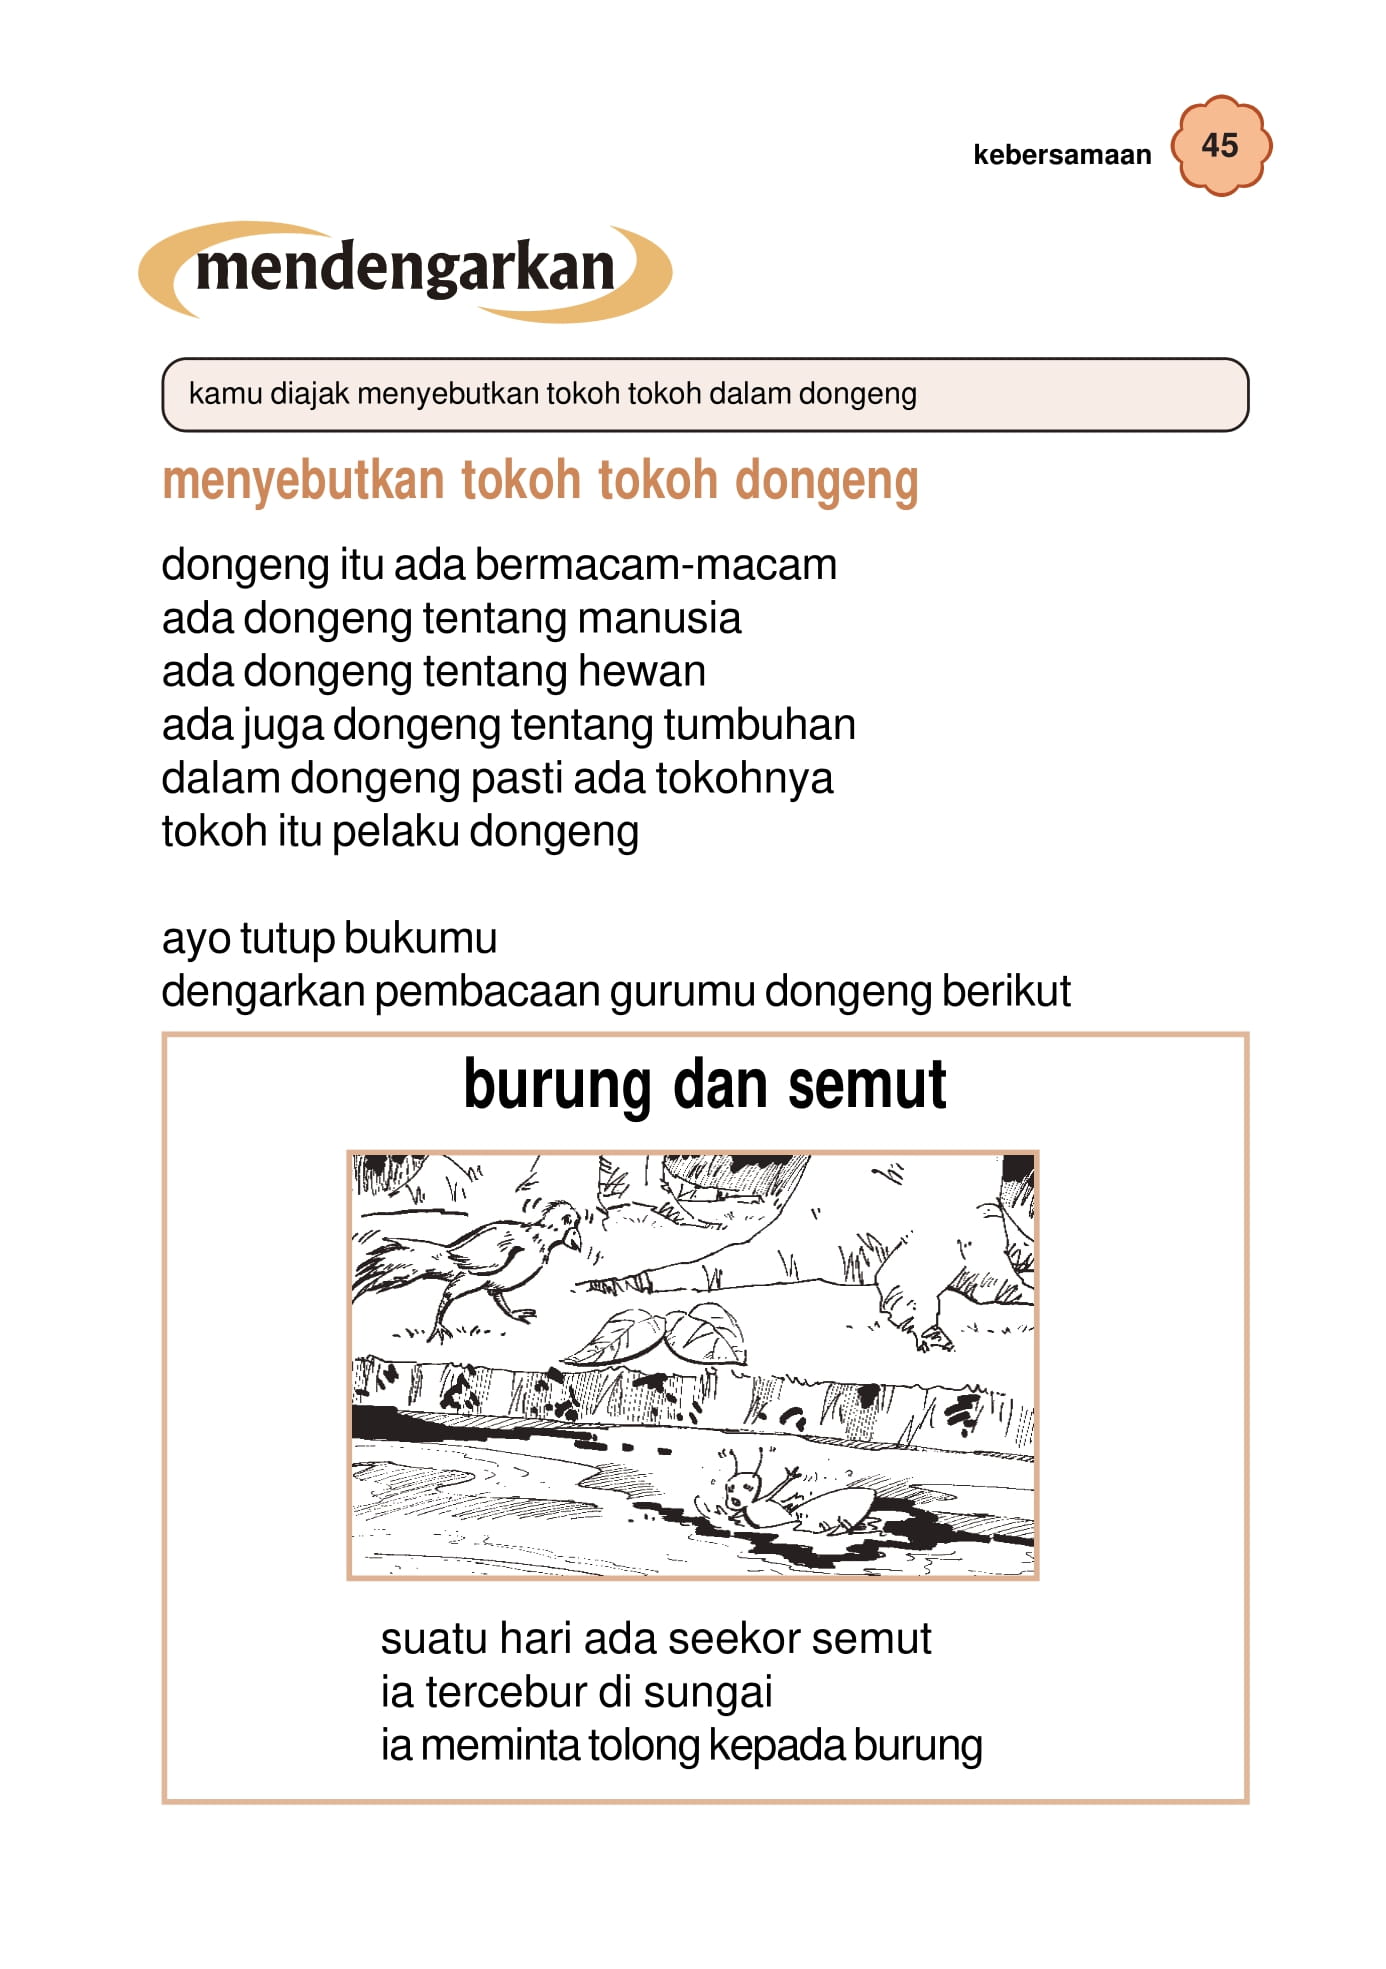 kebersamaan
45
mendengarkan
kamu diajak menyebutkan tokoh tokoh dalam dongeng
menyebutkan tokoh tokoh dongeng
dongeng itu ada bermacam-macam
ada dongeng tentang manusia
ada dongeng tentang hewan
ada juga dongeng tentang tumbuhan
dalam dongeng pasti ada tokohnya
tokoh itu pelaku dongeng
ayo tutup bukumu
dengarkan pembacaan gurumu dongeng berikut
burung dan semut
suatu hari ada seekor semut
ia tercebur di sungai
ia meminta tolong kepada burung